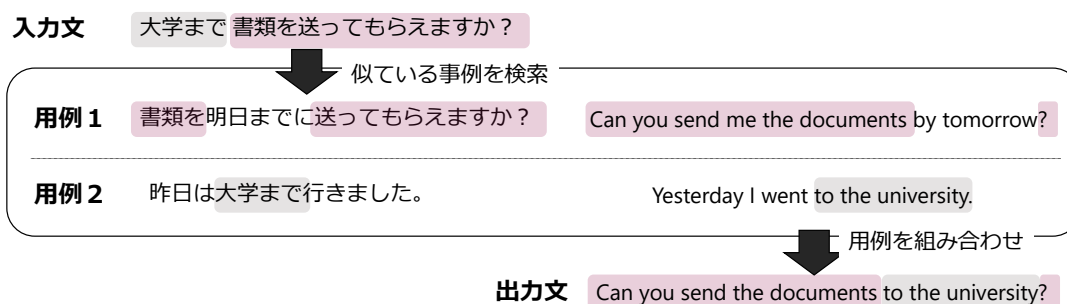 入力文 大学まで 書類を送ってもらえますか？
似ている事例を検索
用例1 書類を明日までに送ってもらえますか？ Can you send me the documents by tomorrow?
用例2 昨日は大学まで行きました。 Yesterday I went to the university.
用例を組み合わせ
出力文 Can you send the documents to the university?